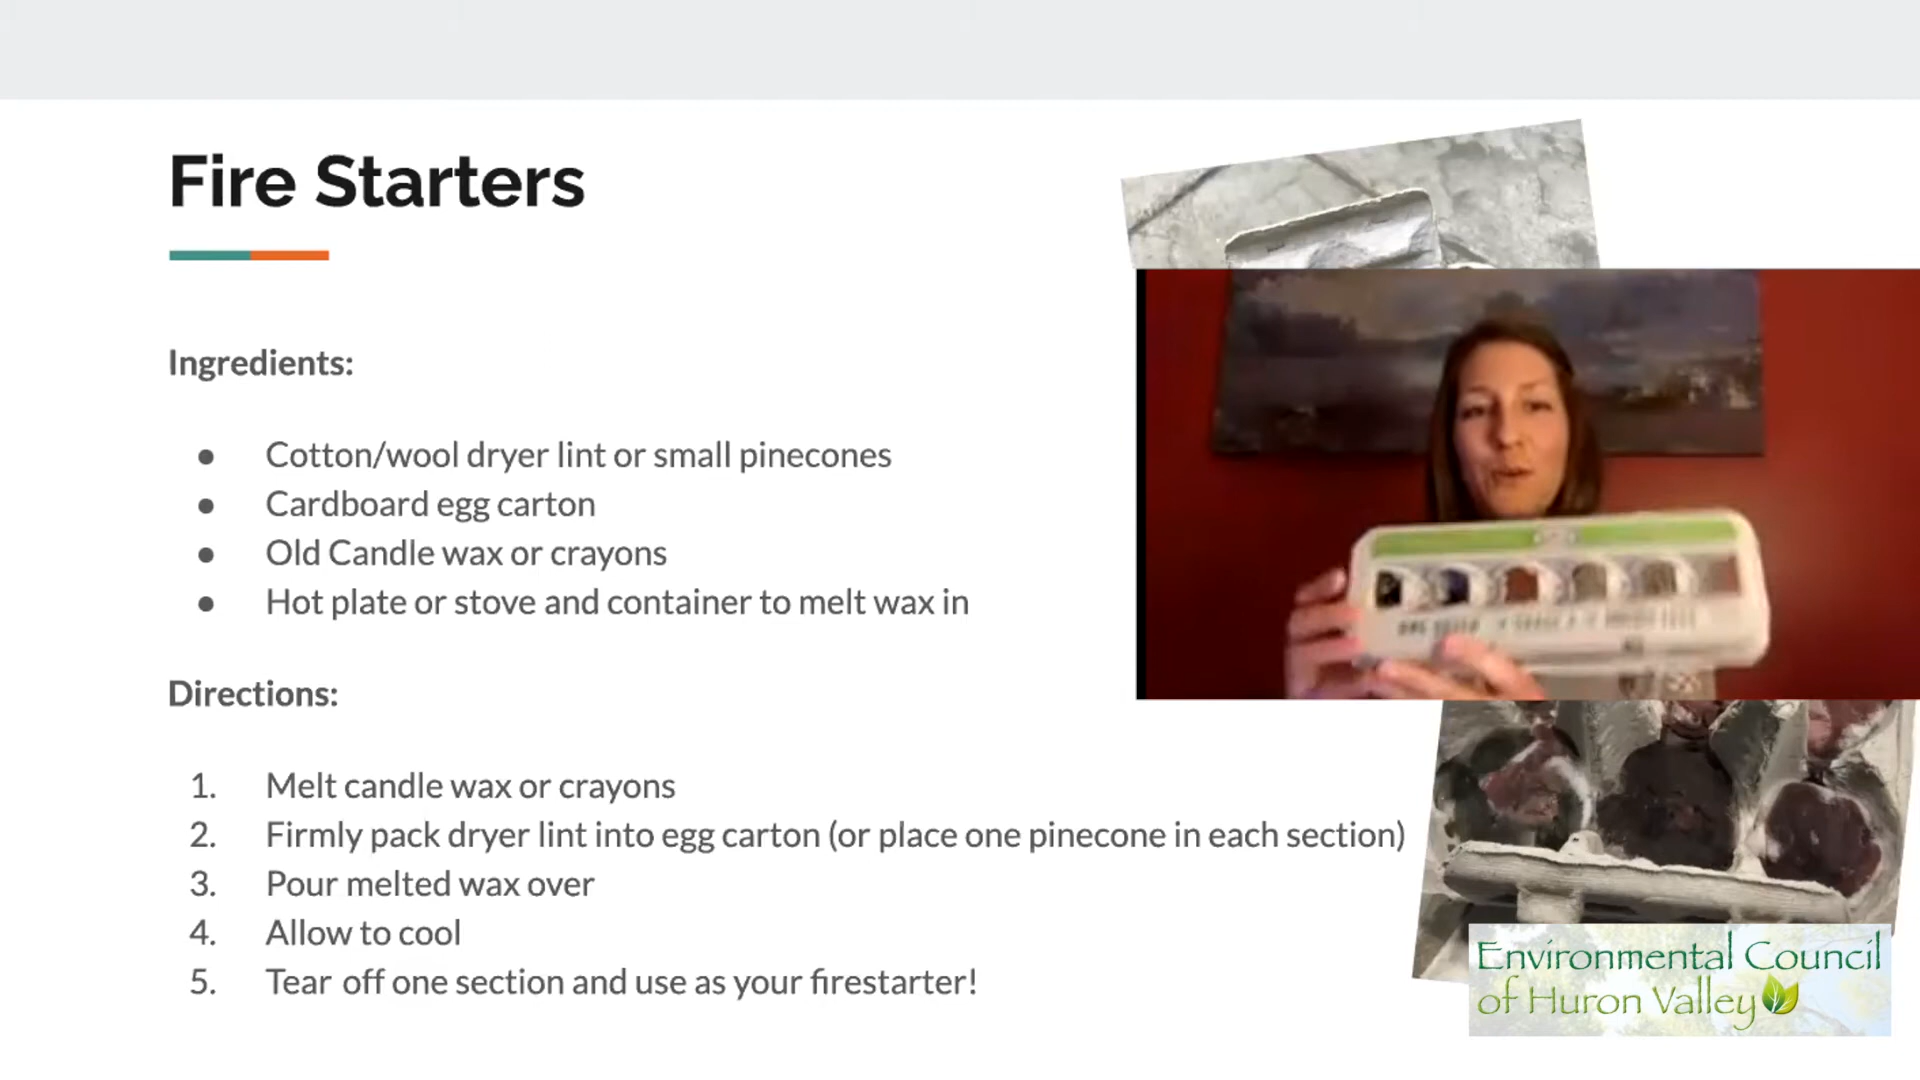 Fire Starters
Ingredients:
● Cotton/wool dryer lint or small pinecones
● Cardboard egg carton
● Old Candle wax or crayons
● Hot plate or stove and container to melt wax in
Directions:
1. Melt candle wax or crayons
2. Firmly pack dryer lint into egg carton (or place one pinecone in each section)
3. Pour melted wax over
4. Allow to cool
5. Tear off one section and use as your firestarter!
Environmental Council
of Huron Valley